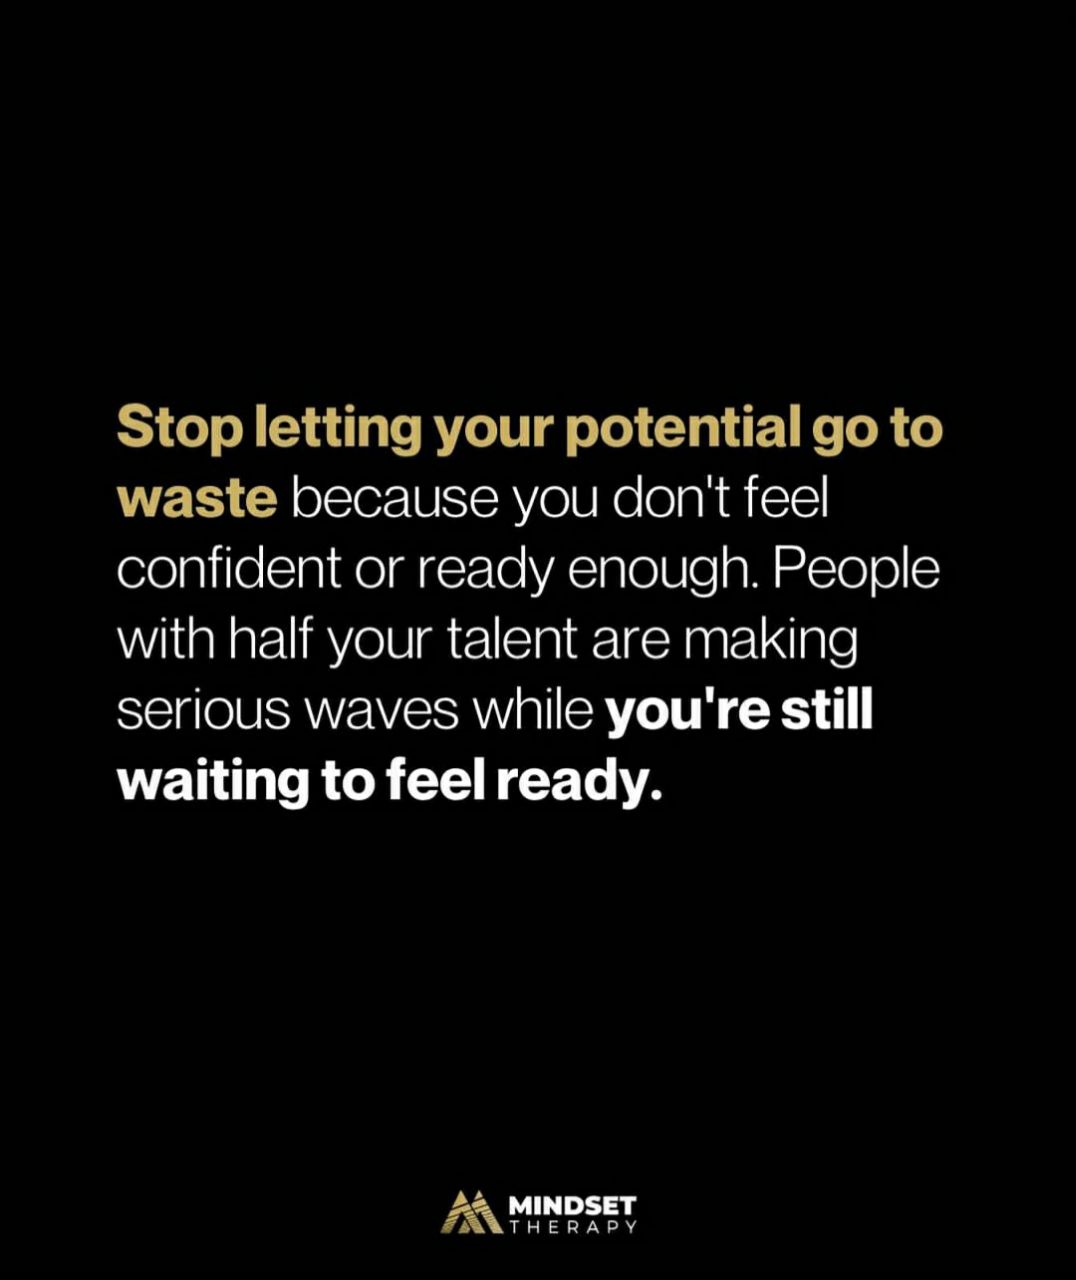 Stop letting your potential go to
waste because you don't feel
confident or ready enough. People
with half your talent are making
serious waves while you're still
waiting to feel ready.
MINDSET
THERAPY